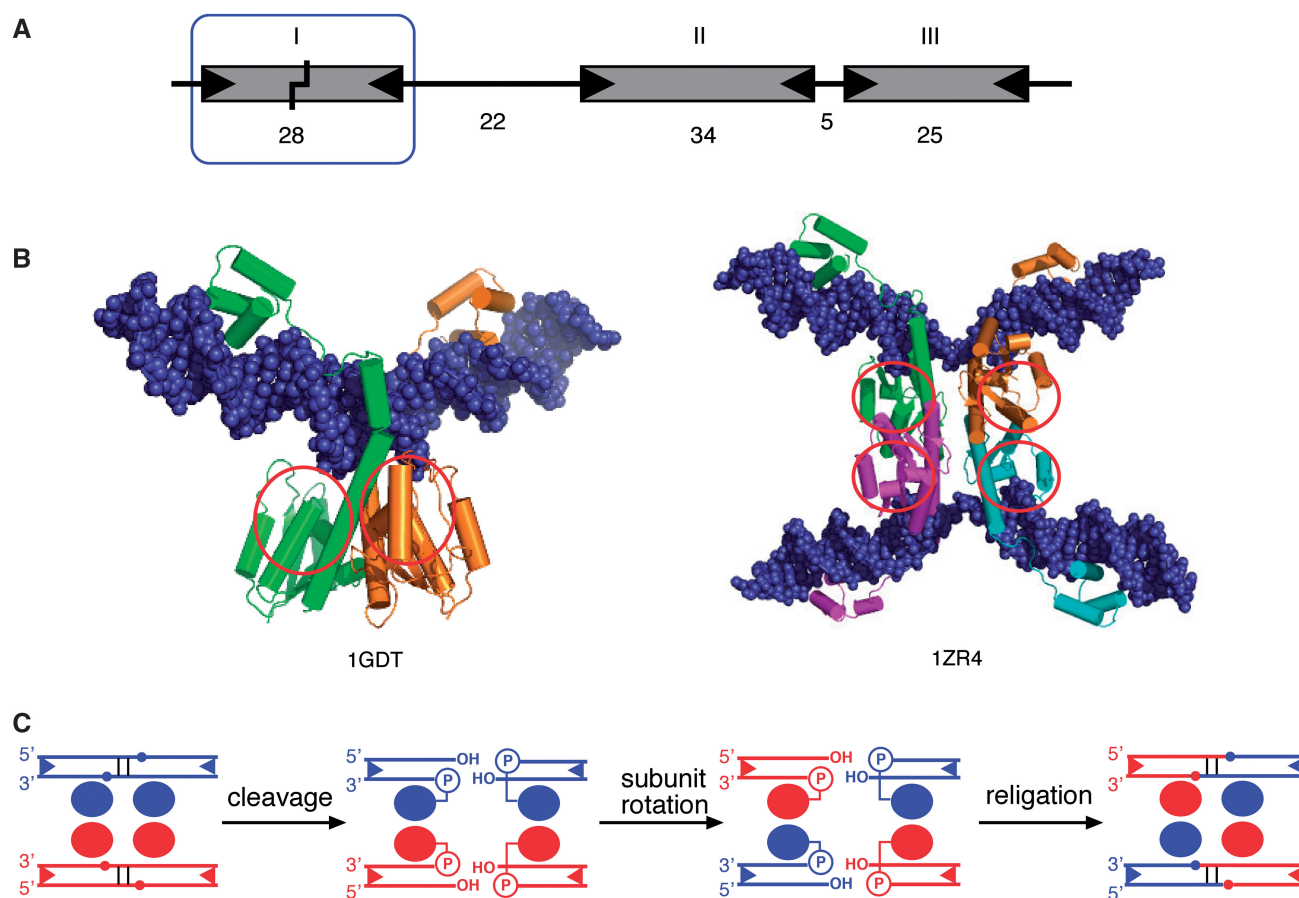 A
I II III
28 22 34 5 25
B
1GDT 1ZR4
C
5’ OH P 5’ OH P 5’
3’ P HO 3’ P HO 3’
cleavage subunit rotation religation
3’ P HO 3’ P HO 3’
5’ OH P 5’ OH P 5’
5’
3’
3’
5’